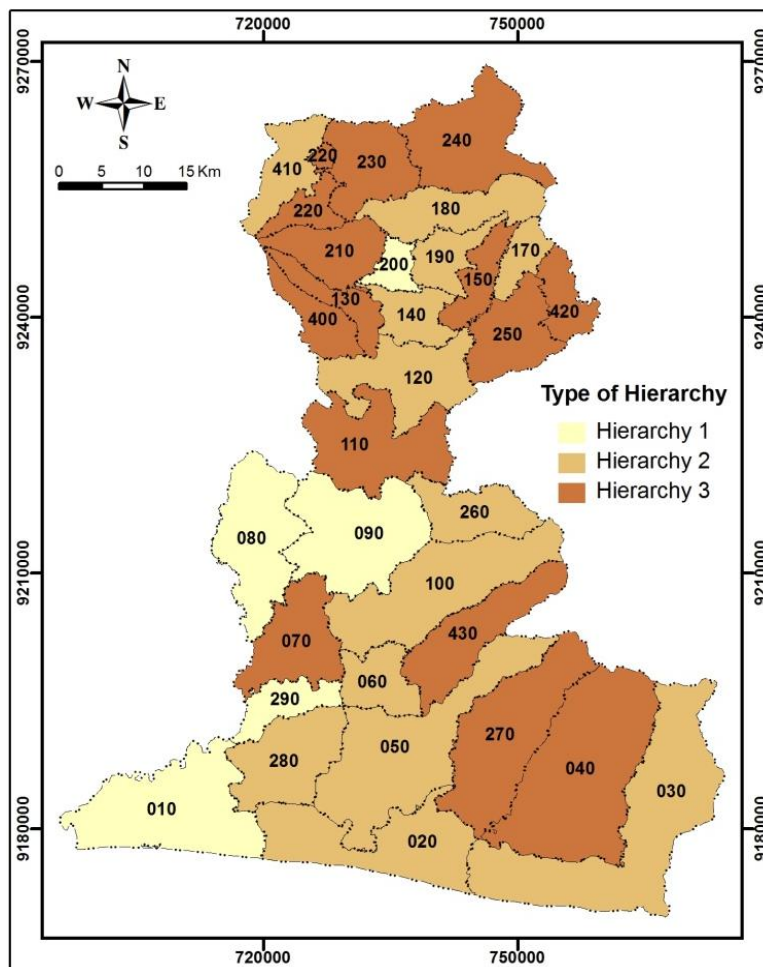 720000 750000
9270000 9270000
N
W E
S
0 5 10 15 Km
240
220 230
410
220 180
210 190 170
200 150
130
400 140 250 420
120
Type of Hierarchy
Hierarchy 1
Hierarchy 2
Hierarchy 3
110
9240000 9240000
260
080 090
100
9210000 9210000
070 430
060
290
270
280 050 040
030
010
020
9180000 9180000
720000 750000